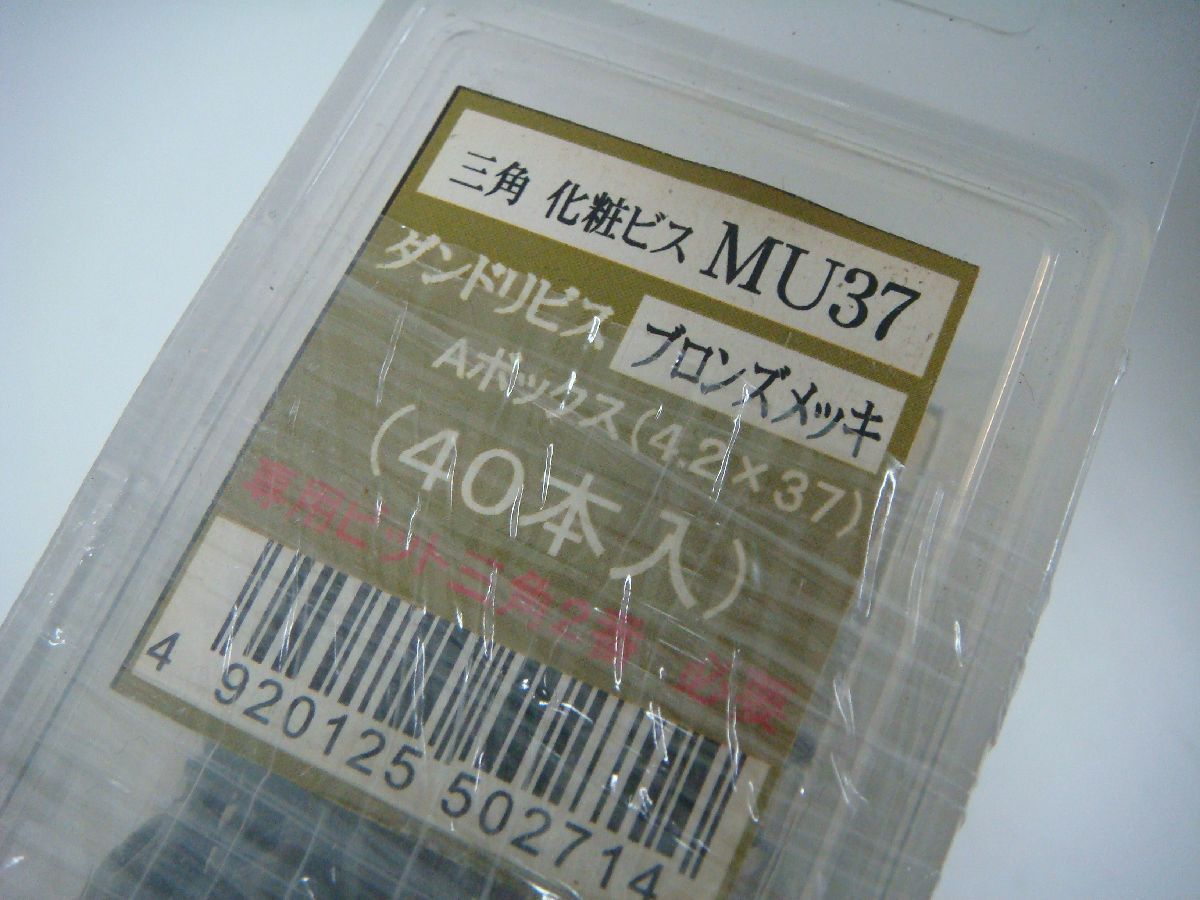 三角 化粧ビス MU37
ダンドリビス ブロンズメッキ
Aボックス(4.2×37)
(40本入)
専用ビット三角2番 必要
4 920125 502714